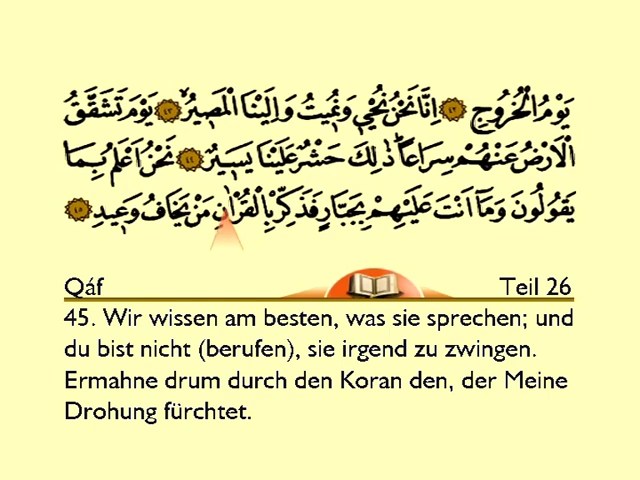 يَوْمُ الْخُرُوجِ ﴿٤٢﴾ اِنَّا نَحْنُ نُحْيٖ وَنُمٖيتُ وَاِلَيْنَا الْمَصٖيرُۙ ﴿٤٣﴾ يَوْمَ تَشَقَّقُ
الْاَرْضُ عَنْهُمْ سِرَاعاًؕ ذٰلِكَ حَشْرٌ عَلَيْنَا يَسٖيرٌ ﴿٤٤﴾ نَحْنُ اَعْلَمُ بِمَا
يَقُولُونَ وَمَٓا اَنْتَ عَلَيْهِمْ بِجَبَّارٍ فَذَكِّرْ بِالْقُرْاٰنِ مَنْ يَخَافُ وَعٖيدِ ﴿٤٥﴾
Qáf Teil 26
45. Wir wissen am besten, was sie sprechen; und
du bist nicht (berufen), sie irgend zu zwingen.
Ermahne drum durch den Koran den, der Meine
Drohung fürchtet.